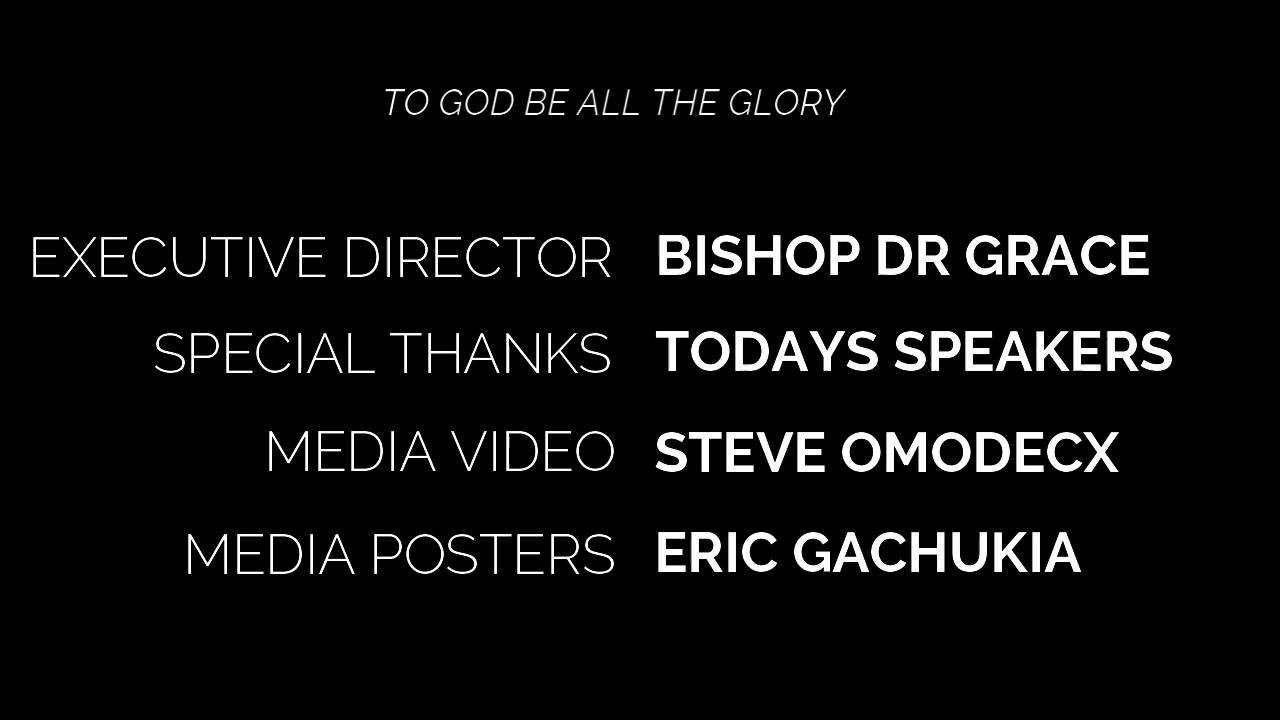 TO GOD BE ALL THE GLORY
EXECUTIVE DIRECTOR BISHOP DR GRACE
SPECIAL THANKS TODAYS SPEAKERS
MEDIA VIDEO STEVE OMODECX
MEDIA POSTERS ERIC GACHUKIA